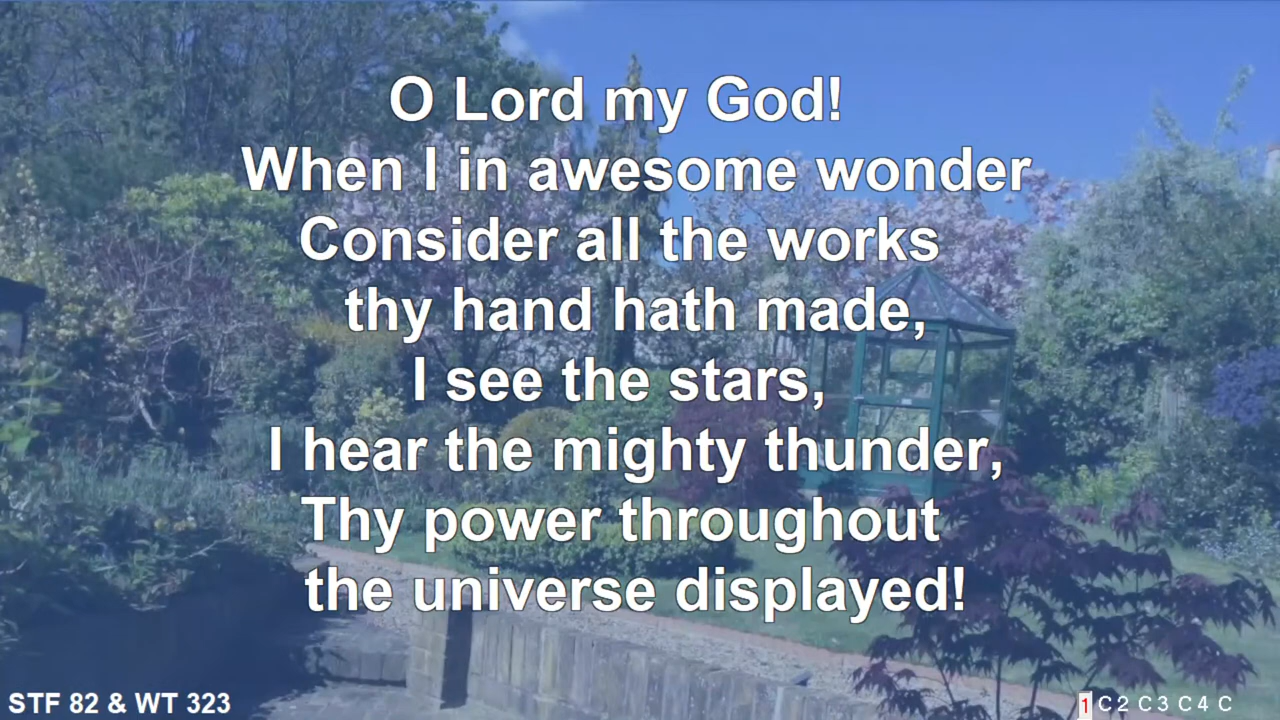 O Lord my God!
When I in awesome wonder
Consider all the works
thy hand hath made,
I see the stars,
I hear the mighty thunder,
Thy power throughout
the universe displayed!
STF 82 & WT 323
1 C 2 C 3 C 4 C